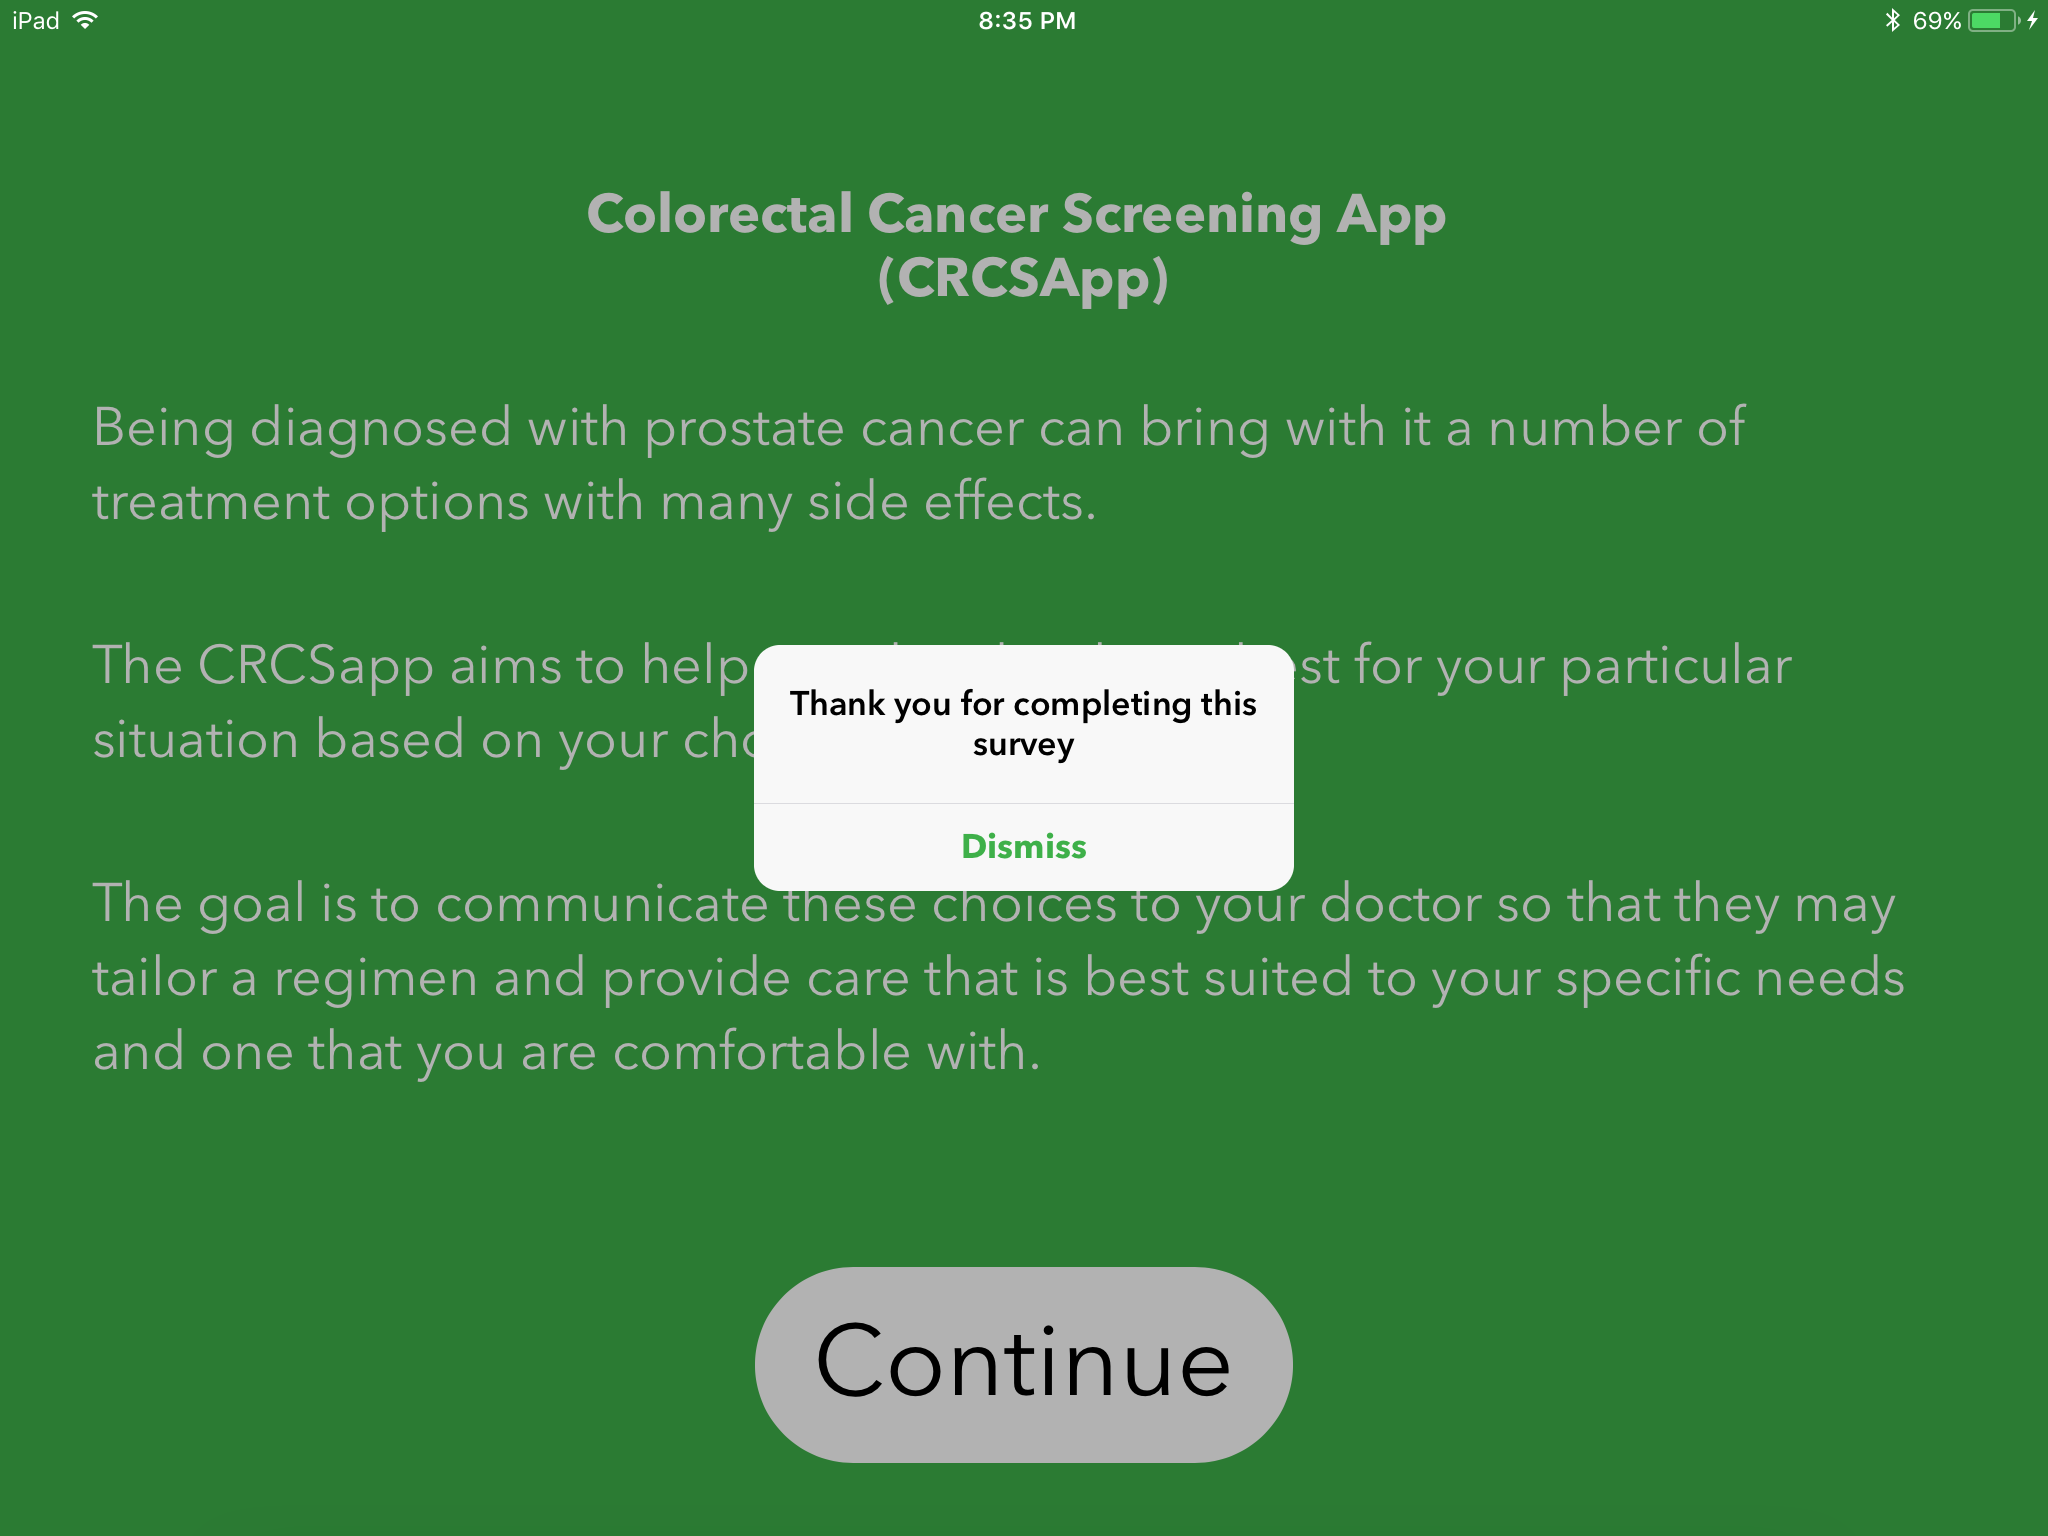 iPad 8:35 PM 69%
Colorectal Cancer Screening App
(CRCSApp)
Being diagnosed with prostate cancer can bring with it a number of
treatment options with many side effects.
The CRCSapp aims to help for your particular
situation based on your
Thank you for completing this
survey
Dismiss
The goal is to communicate these choices to your doctor so that they may
tailor a regimen and provide care that is best suited to your specific needs
and one that you are comfortable with.
Continue